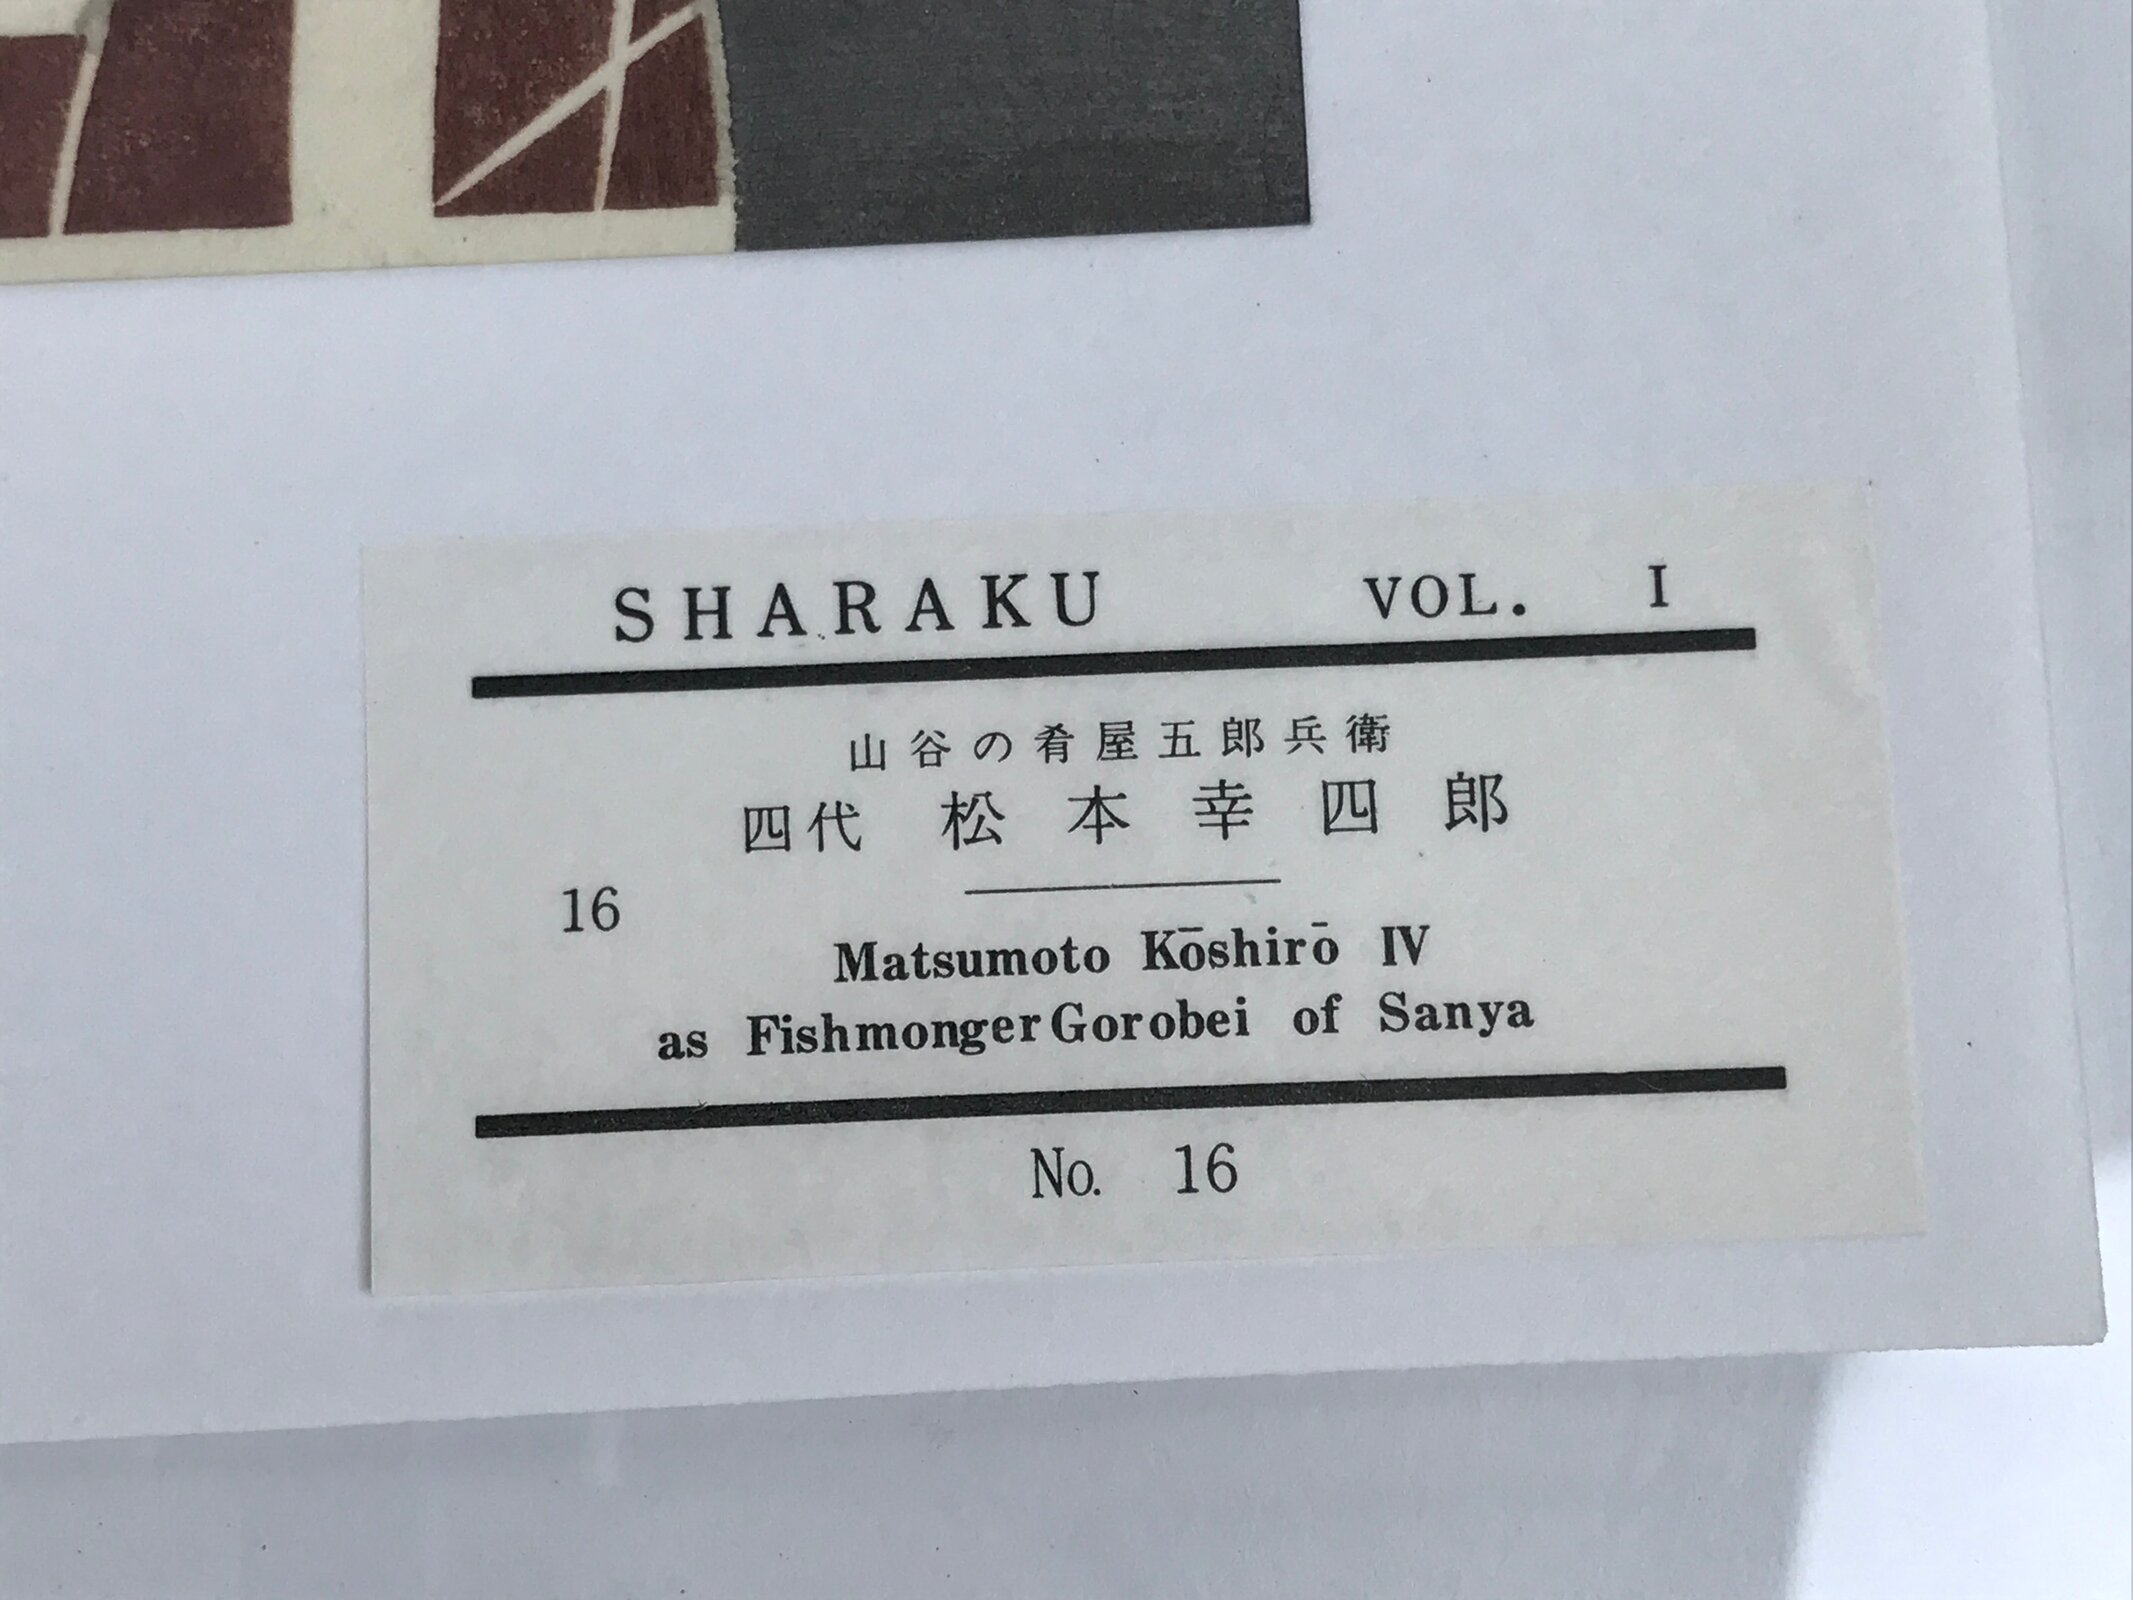 SHARAKU VOL. I
山谷の肴屋五郎兵衛
四代 松本幸四郎
16
Matsumoto Kōshirō IV
as Fishmonger Gorobei of Sanya
No. 16